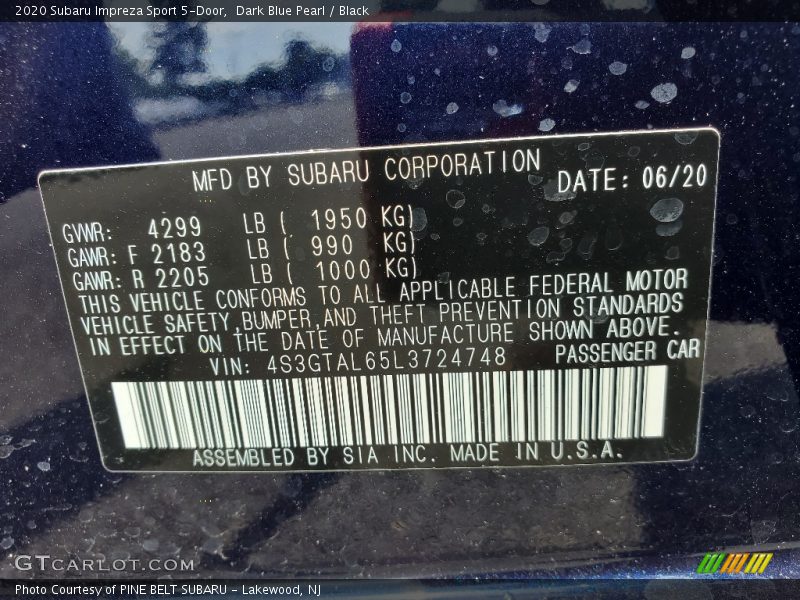 2020 Subaru Impreza Sport 5-Door, Dark Blue Pearl / Black
MFD BY SUBARU CORPORATION DATE: 06/20
GVWR: 4299 LB ( 1950 KG)
GAWR: F 2183 LB ( 990 KG)
GAWR: R 2205 LB ( 1000 KG)
THIS VEHICLE CONFORMS TO ALL APPLICABLE FEDERAL MOTOR
VEHICLE SAFETY,BUMPER,AND THEFT PREVENTION STANDARDS
IN EFFECT ON THE DATE OF MANUFACTURE SHOWN ABOVE.
VIN: 4S3GTAL65L3724748 PASSENGER CAR
ASSEMBLED BY SIA INC. MADE IN U.S.A.
GTCARLOT.COM
Photo Courtesy of PINE BELT SUBARU - Lakewood, NJ